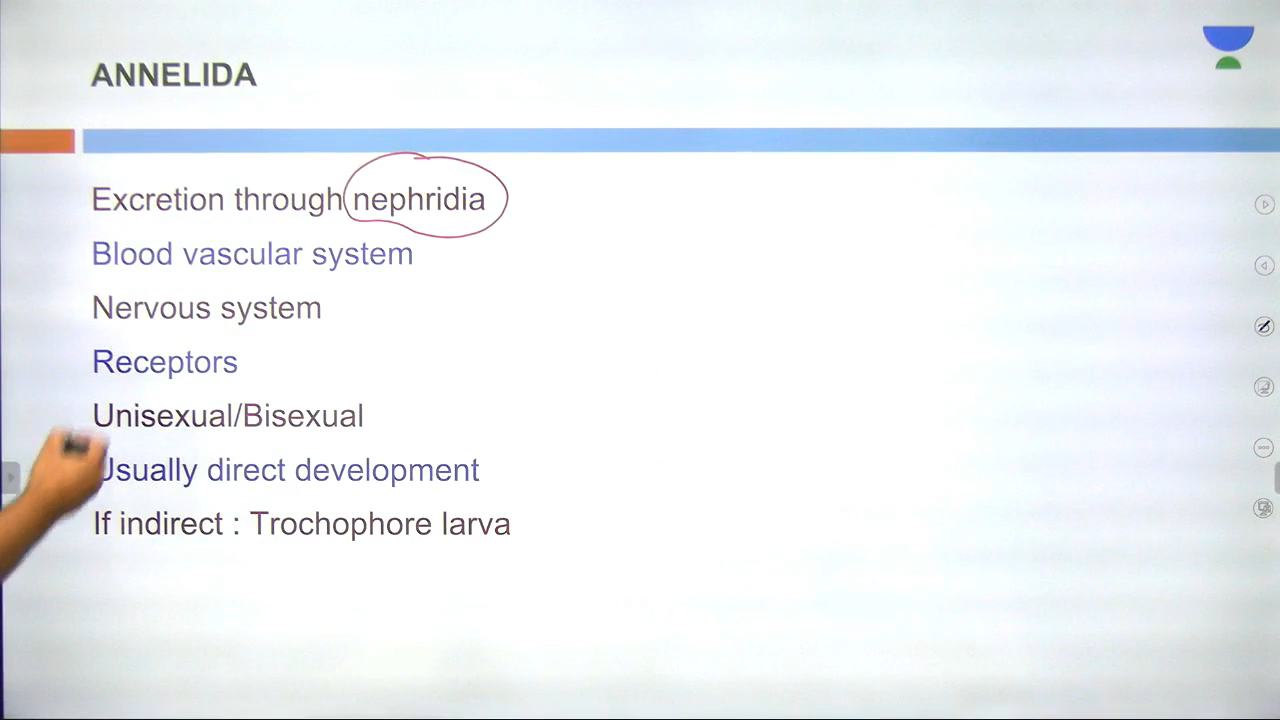 ANNELIDA
Excretion through nephridia
Blood vascular system
Nervous system
Receptors
Unisexual/Bisexual
Usually direct development
If indirect : Trochophore larva